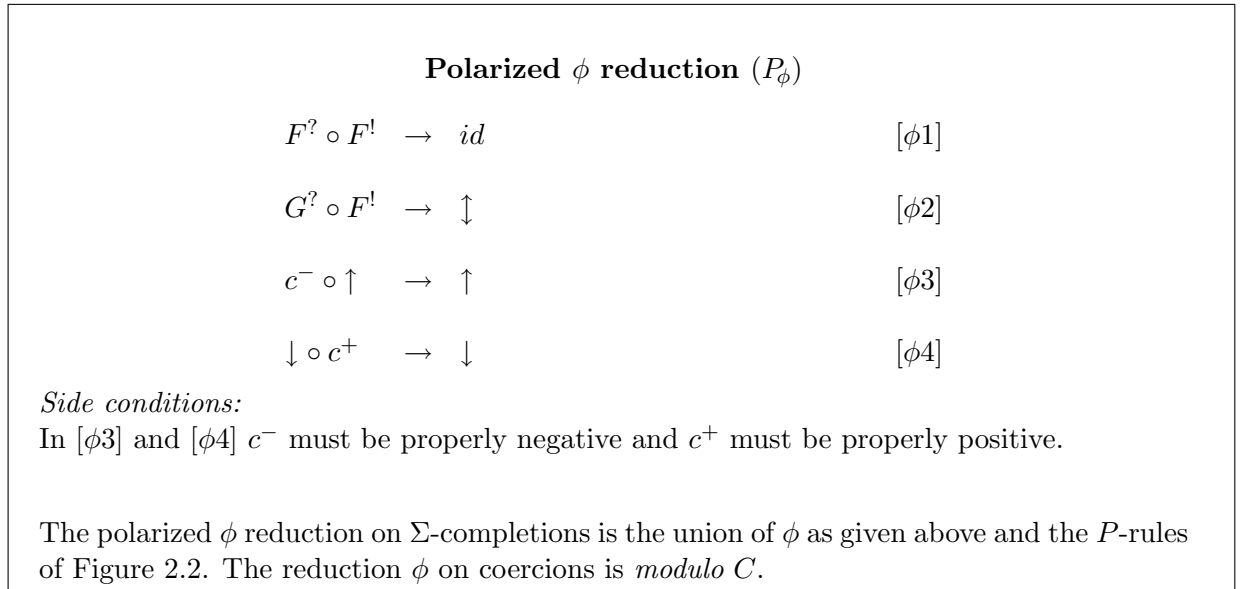 Polarized ϕ reduction (P_ϕ)
F^? ∘ F^! → id [ϕ1]
G^? ∘ F^! → ↕ [ϕ2]
c^− ∘ ↑ → ↑ [ϕ3]
↓ ∘ c^+ → ↓ [ϕ4]
Side conditions:
In [ϕ3] and [ϕ4] c^− must be properly negative and c^+ must be properly positive.
The polarized ϕ reduction on Σ-completions is the union of ϕ as given above and the P-rules
of Figure 2.2. The reduction ϕ on coercions is modulo C.